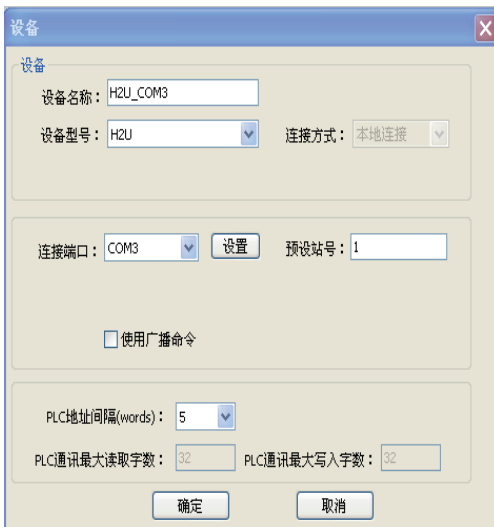 设备
设备
设备名称： H2U_COM3
设备型号： H2U 连接方式： 本地连接
连接端口： COM3 设置 预设站号： 1
使用广播命令
PLC地址间隔(words)： 5
PLC通讯最大读取字数： 32 PLC通讯最大写入字数： 32
确定 取消